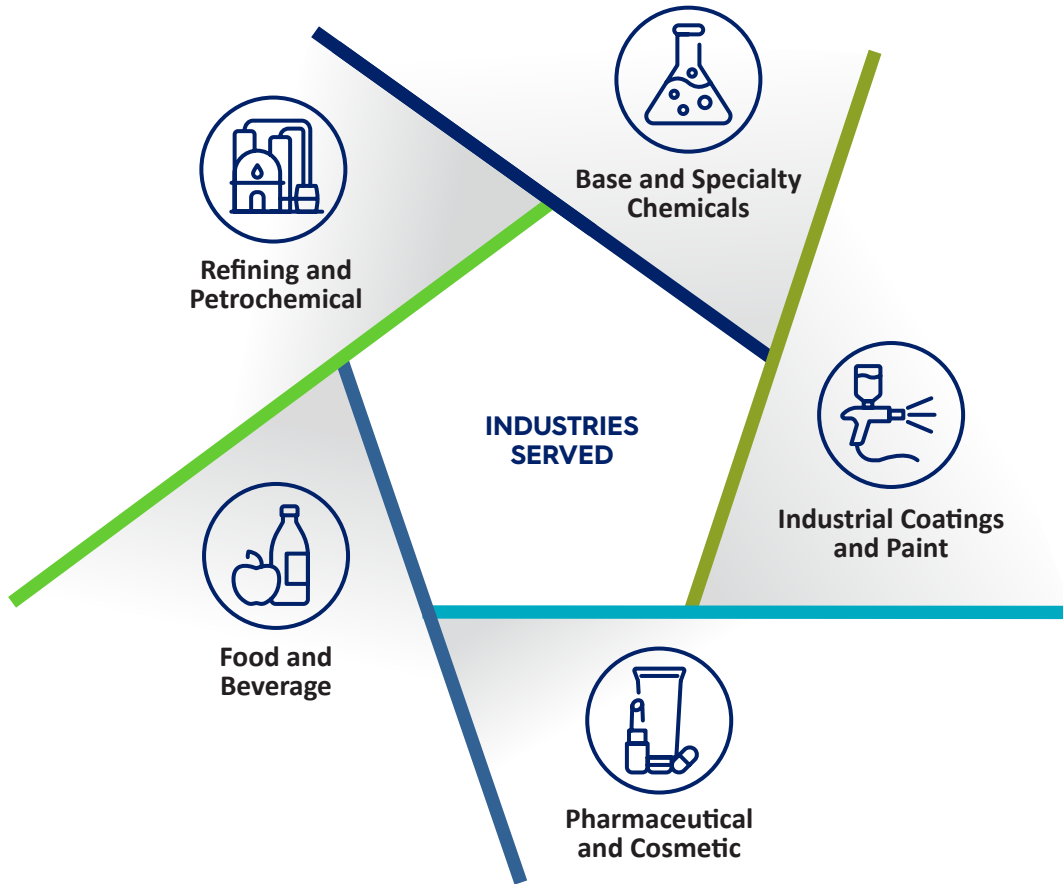 Base and Specialty
Chemicals
Refining and
Petrochemical
INDUSTRIES
SERVED
Industrial Coatings
and Paint
Food and
Beverage
Pharmaceutical
and Cosmetic